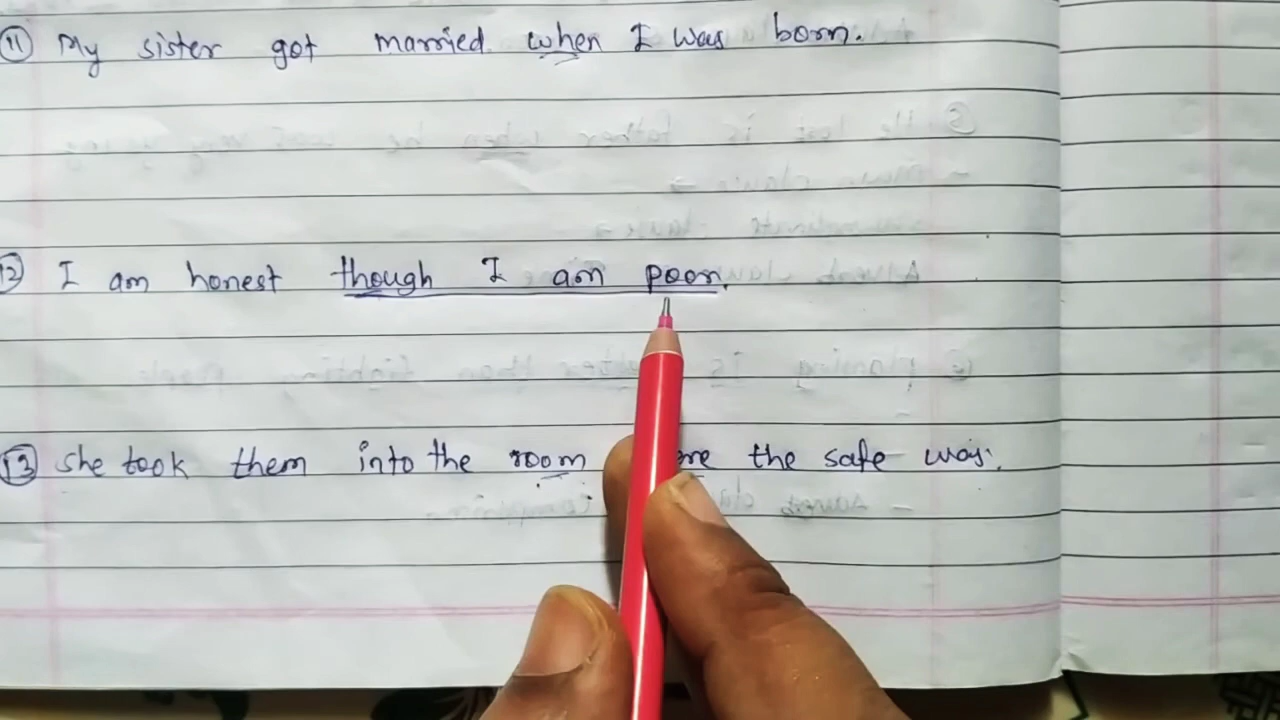 11 My sister got married when I was born.
12 I am honest though I am poor.
13 she took them into the room the safe was.